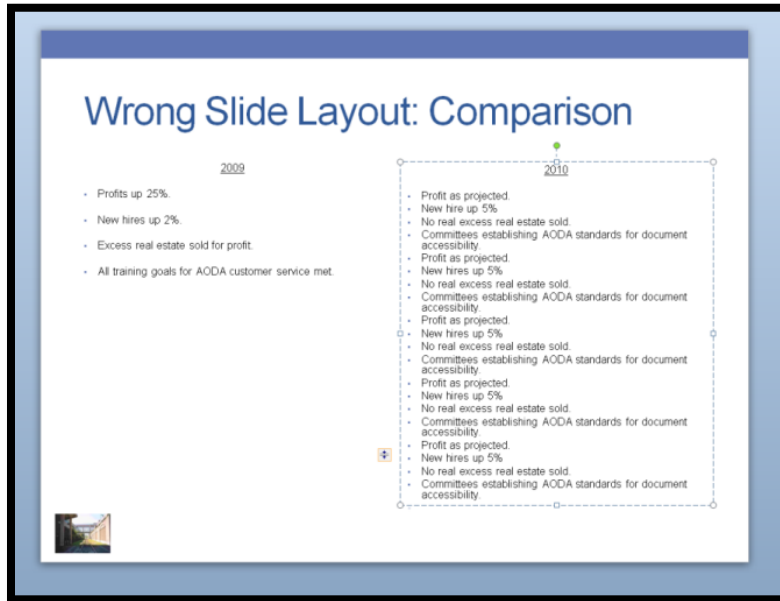 Wrong Slide Layout: Comparison
2009
Profits up 25%.
New hires up 2%.
Excess real estate sold for profit.
All training goals for AODA customer service met.
2010
Profit as projected.
New hire up 5%
No real excess real estate sold.
Committees establishing AODA standards for document
accessibility.
Profit as projected.
New hires up 5%
No real excess real estate sold.
Committees establishing AODA standards for document
accessibility.
Profit as projected.
New hires up 5%
No real excess real estate sold.
Committees establishing AODA standards for document
accessibility.
Profit as projected.
New hires up 5%
No real excess real estate sold.
Committees establishing AODA standards for document
accessibility.
Profit as projected.
New hires up 5%
No real excess real estate sold.
Committees establishing AODA standards for document
accessibility.